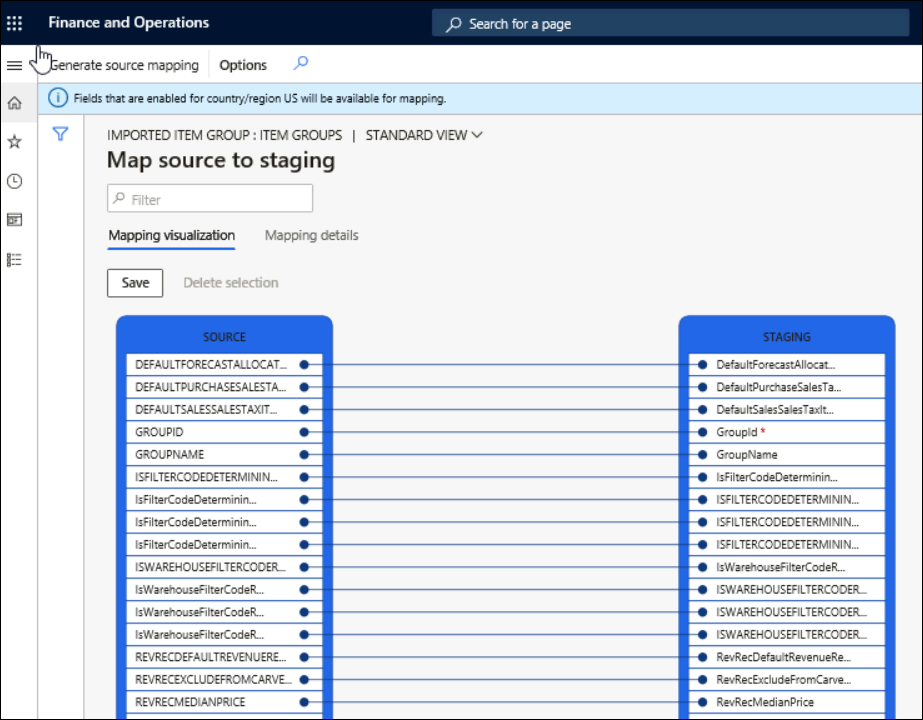 Finance and Operations
Search for a page
Generate source mapping
Options
Fields that are enabled for country/region US will be available for mapping.
IMPORTED ITEM GROUP : ITEM GROUPS | STANDARD VIEW
Map source to staging
Filter
Mapping visualization Mapping details
Save Delete selection
SOURCE STAGING
DEFAULTFORECASTALLOCAT... DefaultForecastAllocat...
DEFAULTPURCHASESALESTA... DefaultPurchaseSalesTa...
DEFAULTSALESSALESTAXIT... DefaultSalesSalesTaxIt...
GROUPID GroupId *
GROUPNAME GroupName
ISFILTERCODEDETERMININ... IsFilterCodeDeterminin...
IsFilterCodeDeterminin... ISFILTERCODEDETERMININ...
IsFilterCodeDeterminin... ISFILTERCODEDETERMININ...
IsFilterCodeDeterminin... ISFILTERCODEDETERMININ...
ISWAREHOUSEFILTERCODER... IsWarehouseFilterCodeR...
IsWarehouseFilterCodeR... ISWAREHOUSEFILTERCODER...
IsWarehouseFilterCodeR... ISWAREHOUSEFILTERCODER...
IsWarehouseFilterCodeR... ISWAREHOUSEFILTERCODER...
REVRECDEFAULTREVENUERE... RevRecDefaultRevenueRe...
REVRECEXCLUDEFROMCARVE... RevRecExcludeFromCarve...
REVRECMEDIANPRICE RevRecMedianPrice